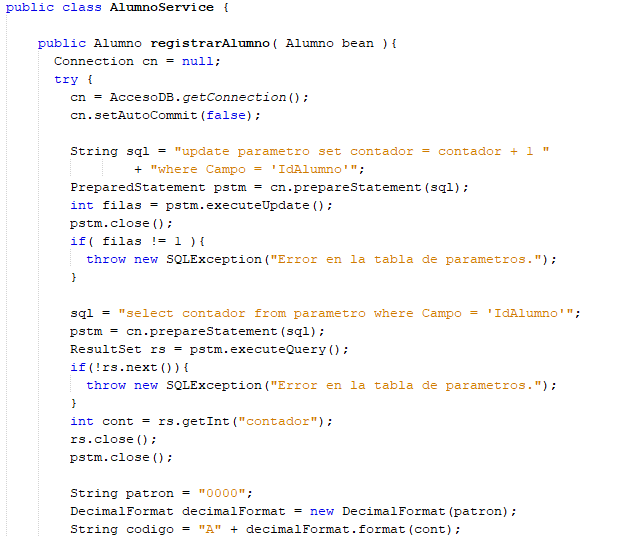 public class AlumnoService {
public Alumno registrarAlumno( Alumno bean ){
Connection cn = null;
try {
cn = AccesoDB.getConnection();
cn.setAutoCommit(false);
String sql = "update parametro set contador = contador + 1 "
+ "where Campo = 'IdAlumno'";
PreparedStatement pstm = cn.prepareStatement(sql);
int filas = pstm.executeUpdate();
pstm.close();
if( filas != 1 ){
throw new SQLException("Error en la tabla de parametros.");
}
sql = "select contador from parametro where Campo = 'IdAlumno'";
pstm = cn.prepareStatement(sql);
ResultSet rs = pstm.executeQuery();
if(!rs.next()){
throw new SQLException("Error en la tabla de parametros.");
}
int cont = rs.getInt("contador");
rs.close();
pstm.close();
String patron = "0000";
DecimalFormat decimalFormat = new DecimalFormat(patron);
String codigo = "A" + decimalFormat.format(cont);